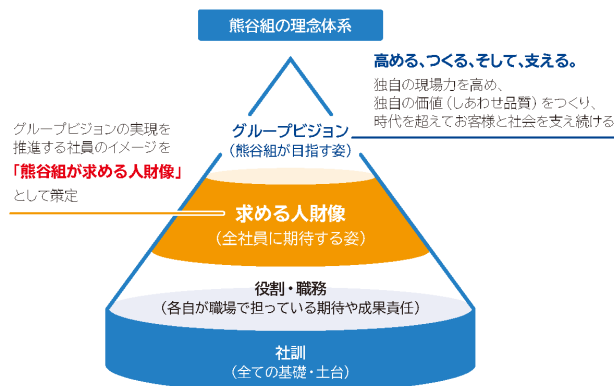 熊谷組の理念体系
高める、つくる、そして、支える。
独自の現場力を高め、
独自の価値（しあわせ品質）をつくり、
時代を超えてお客様と社会を支え続ける
グループビジョン
（熊谷組が目指す姿）
グループビジョンの実現を
推進する社員のイメージを
「熊谷組が求める人財像」
として策定
求める人財像
（全社員に期待する姿）
役割・職務
（各自が職場で担っている期待や成果責任）
社訓
（全ての基礎・土台）